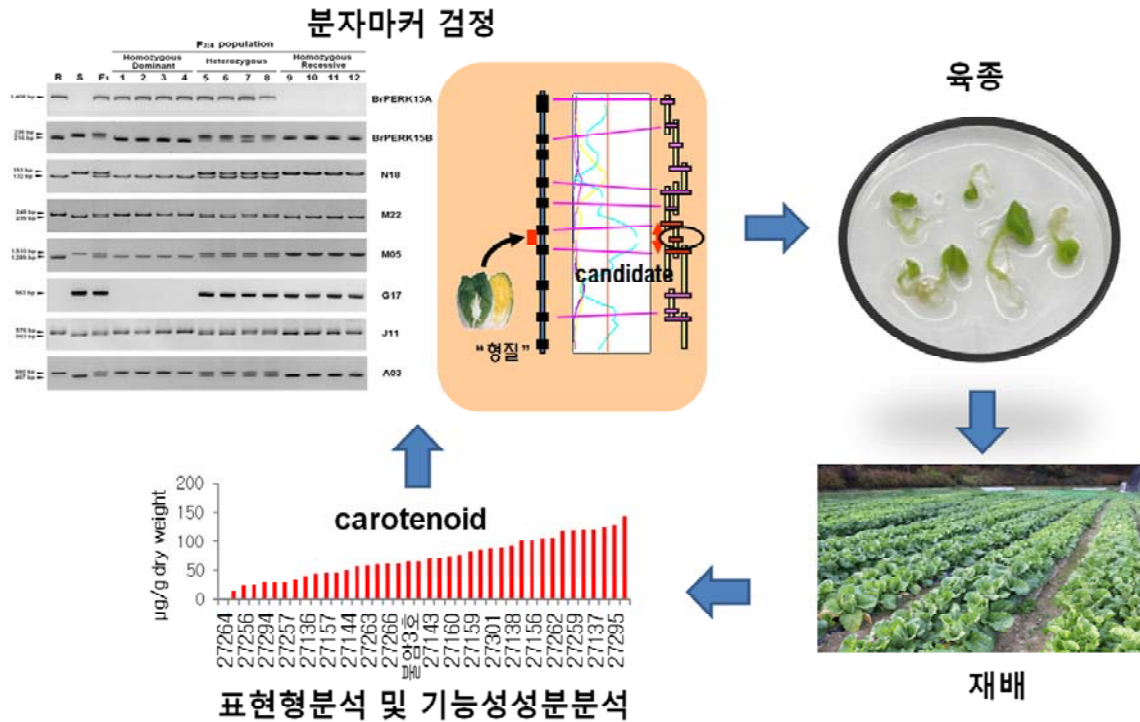 분자마커 검정
F2:4 population
Homozygous Dominant
Heterozygous
Homozygous Recessive
R S F1 1 2 3 4 5 6 7 8 9 10 11 12
BrPERK15A
BrPERK15B
N18
M22
M05
G17
J11
A03
candidate
“형질”
육종
재배
carotenoid
µg/g dry weight
200
150
100
50
0
27264
27256
27294
27257
27136
27157
27144
27263
27266
27143
27160
27159
27301
27138
27156
27262
27259
27137
27295
표현형분석 및 기능성성분분석